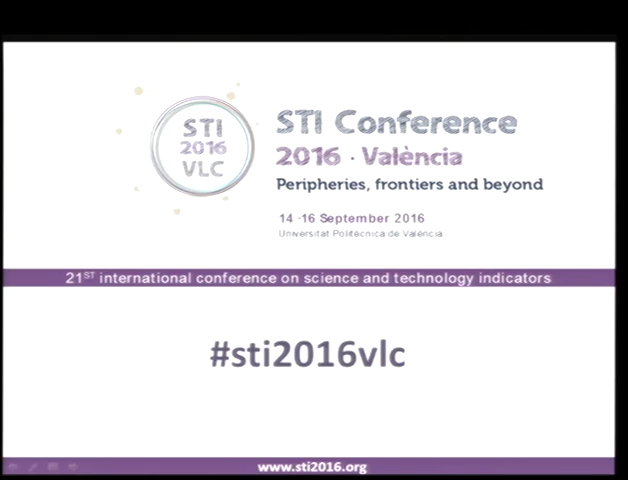 STI
2016
VLC
STI Conference
2016 · València
Peripheries, frontiers and beyond
14 -16 September 2016
Universitat Politècnica de València
21ST international conference on science and technology indicators
#sti2016vlc
www.sti2016.org